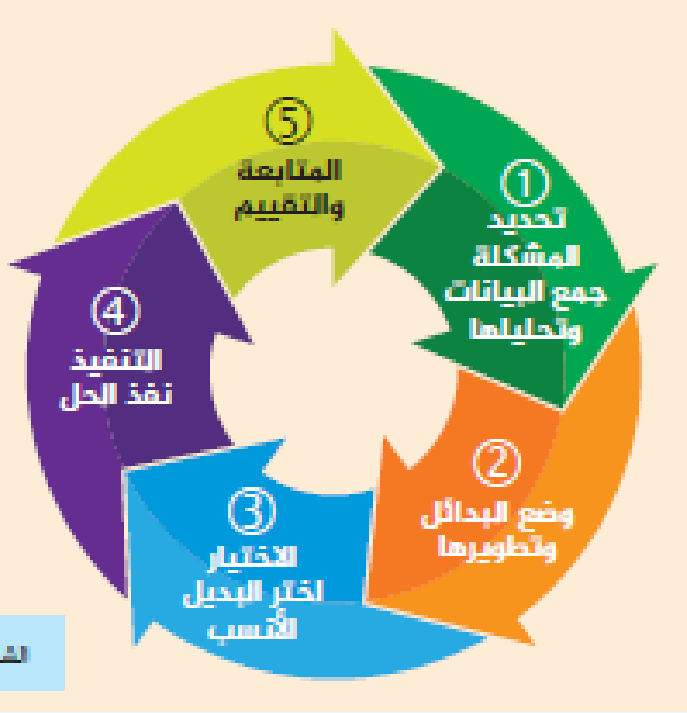 ①
تحديد
المشكلة
جمع البيانات
وتحليلها
②
وضع البدائل
وتطويرها
③
الاختيار
اختر البديل
الأنسب
④
التنفيذ
نفذ الحل
⑤
المتابعة
والتقييم